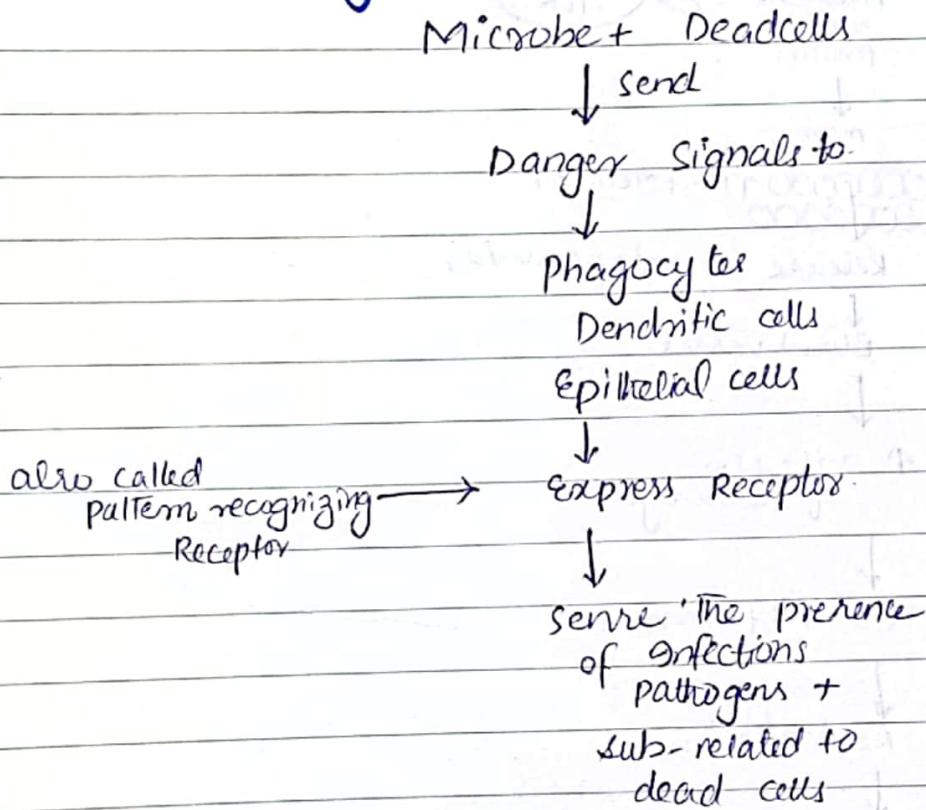 Microbe + Deadcells
send
Danger Signals to
Phagocytes
Dendritic cells
Epithelial cells
also called
pattern recognizing
Receptor
Express Receptor.
sense the presence
of Infections
pathogens +
sub-related to
dead cells